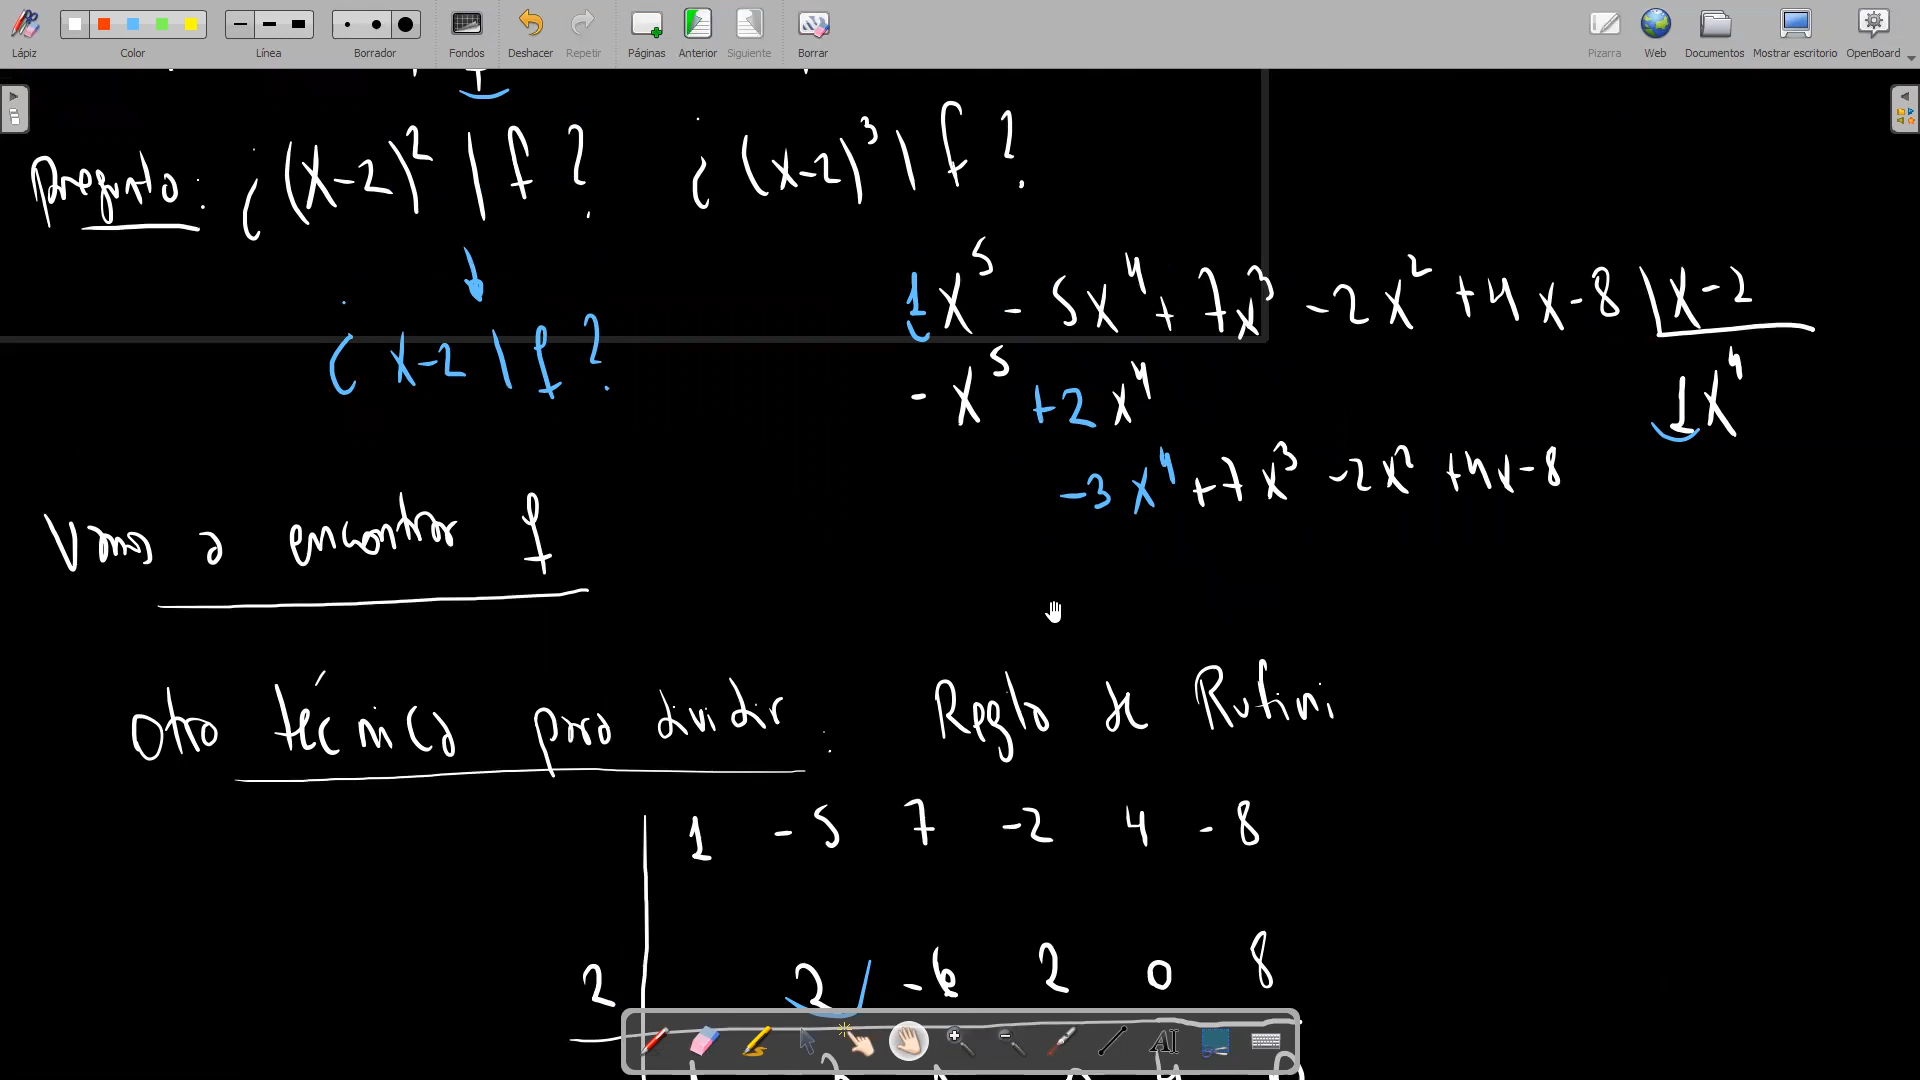 Lápiz Color Línea Borrador Fondos Deshacer Repetir Páginas Anterior Siguiente Borrar Pizarra Web Documentos Mostrar escritorio OpenBoard
Pregunta: ¿(x-2)² | f ? ¿(x-2)³ | f ?
¿ x-2 | q ?
1x⁵ - 5x⁴ + 7x³ -2x² +4x-8 | x-2
-x⁵ +2x⁴ 1x⁴
-3x⁴ +7x³ -2x² +4x-8
Vamos a encontrar q
Otra técnica para dividir: Regla de Rufini
1 -5 7 -2 4 -8
2 2 -6 2 0 8